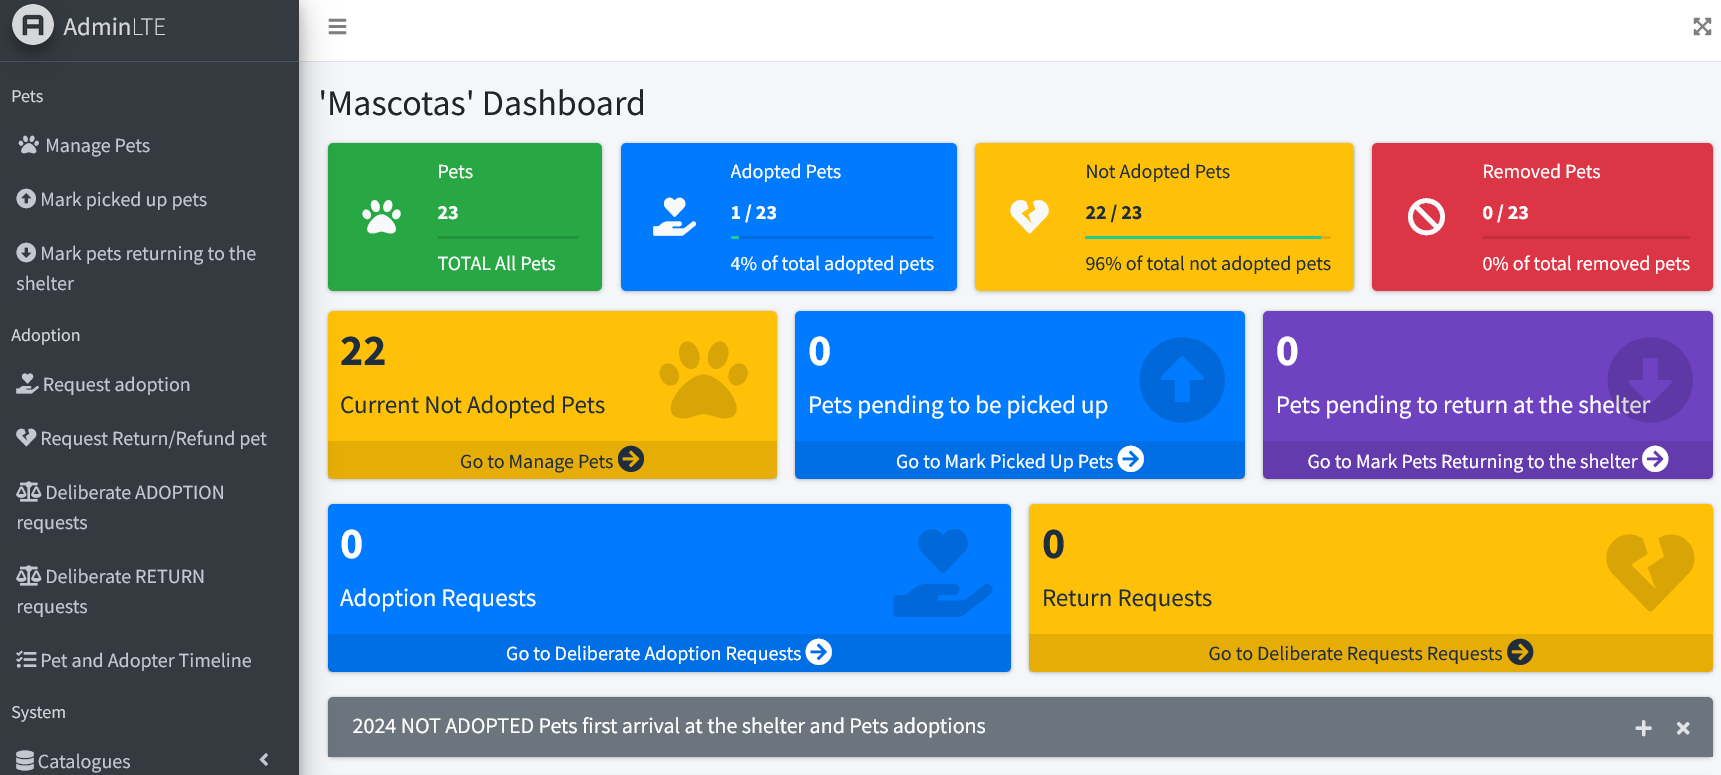 AdminLTE
Pets
Manage Pets
Mark picked up pets
Mark pets returning to the
shelter
Adoption
Request adoption
Request Return/Refund pet
Deliberate ADOPTION
requests
Deliberate RETURN
requests
Pet and Adopter Timeline
System
Catalogues
'Mascotas' Dashboard
Pets
23
TOTAL All Pets
Adopted Pets
1 / 23
4% of total adopted pets
Not Adopted Pets
22 / 23
96% of total not adopted pets
Removed Pets
0 / 23
0% of total removed pets
22
Current Not Adopted Pets
Go to Manage Pets
0
Pets pending to be picked up
Go to Mark Picked Up Pets
0
Pets pending to return at the shelter
Go to Mark Pets Returning to the shelter
0
Adoption Requests
Go to Deliberate Adoption Requests
0
Return Requests
Go to Deliberate Requests Requests
2024 NOT ADOPTED Pets first arrival at the shelter and Pets adoptions